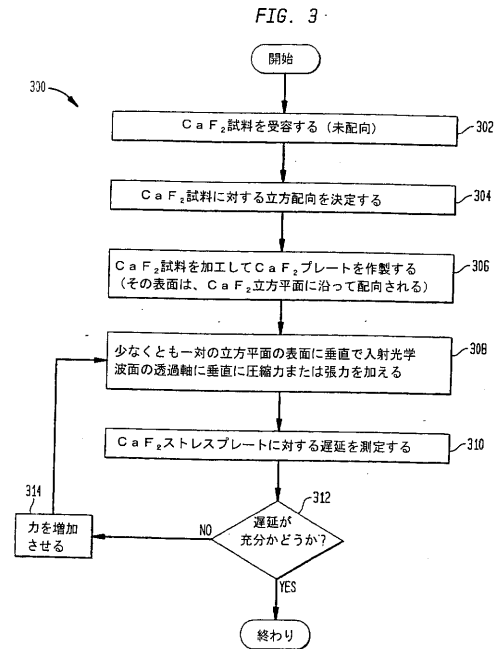 FIG. 3
開始
300
ＣａＦ₂試料を受容する（未配向）
302
ＣａＦ₂試料に対する立方配向を決定する
304
ＣａＦ₂試料を加工してＣａＦ₂プレートを作製する
（その表面は、ＣａＦ₂立方平面に沿って配向される）
306
少なくとも一対の立方平面の表面に垂直で入射光学
波面の透過軸に垂直に圧縮力または張力を加える
308
ＣａＦ₂ストレスプレートに対する遅延を測定する
310
312
314
遅延が
充分かどうか？
NO
力を増加
させる
YES
終わり